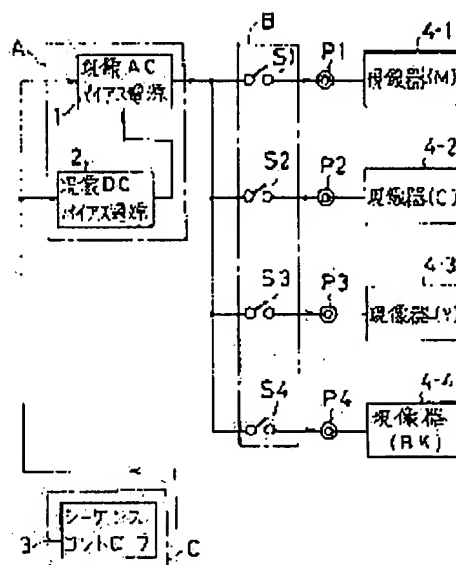 A
現像AC
バイアス電源
1
2
現像DC
バイアス電源
B
S1
P1
4-1
現像器(M)
S2
P2
4-2
現像器(C)
S3
P3
4-3
現像器(Y)
S4
P4
4-4
現像器
(BK)
シーケンス
コントローラ
3
C